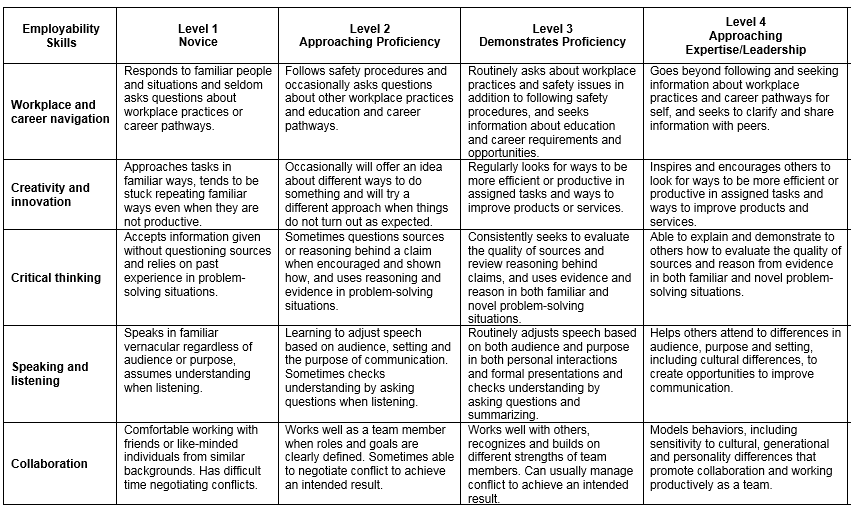 Employability
Skills
Level 1
Novice
Level 2
Approaching Proficiency
Level 3
Demonstrates Proficiency
Level 4
Approaching
Expertise/Leadership
Workplace and
career navigation
Responds to familiar people
and situations and seldom
asks questions about
workplace practices or
career pathways.
Follows safety procedures and
occasionally asks questions
about other workplace practices
and education and career
pathways.
Routinely asks about workplace
practices and safety issues in
addition to following safety
procedures, and seeks
information about education
and career requirements and
opportunities.
Goes beyond following and seeking
information about workplace
practices and career pathways for
self, and seeks to clarify and share
information with peers.
Creativity and
innovation
Approaches tasks in
familiar ways, tends to be
stuck repeating familiar
ways even when they are
not productive.
Occasionally will offer an idea
about different ways to do
something and will try a
different approach when things
do not turn out as expected.
Regularly looks for ways to be
more efficient or productive in
assigned tasks and ways to
improve products or services.
Inspires and encourages others to
look for ways to be more efficient or
productive in assigned tasks and
ways to improve products and
services.
Critical thinking
Accepts information given
without questioning sources
and relies on past
experience in problem-
solving situations.
Sometimes questions sources
or reasoning behind a claim
when encouraged and shown
how, and uses reasoning and
evidence in problem-solving
situations.
Consistently seeks to evaluate
the quality of sources and
review reasoning behind
claims, and uses evidence and
reason in both familiar and
novel problem-solving
situations.
Able to explain and demonstrate to
others how to evaluate the quality of
sources and reason from evidence
in both familiar and novel problem-
solving situations.
Speaking and
listening
Speaks in familiar
vernacular regardless of
audience or purpose,
assumes understanding
when listening.
Learning to adjust speech
based on audience, setting and
the purpose of communication.
Sometimes checks
understanding by asking
questions when listening.
Routinely adjusts speech based
on both audience and purpose
in both personal interactions
and formal presentations and
checks understanding by
asking questions and
summarizing.
Helps others attend to differences in
audience, purpose and setting,
including cultural differences, to
create opportunities to improve
communication.
Collaboration
Comfortable working with
friends or like-minded
individuals from similar
backgrounds. Has difficult
time negotiating conflicts.
Works well as a team member
when roles and goals are
clearly defined. Sometimes able
to negotiate conflict to achieve
an intended result.
Works well with others,
recognizes and builds on
different strengths of team
members. Can usually manage
conflict to achieve an intended
result.
Models behaviors, including
sensitivity to cultural, generational
and personality differences that
promote collaboration and working
productively as a team.